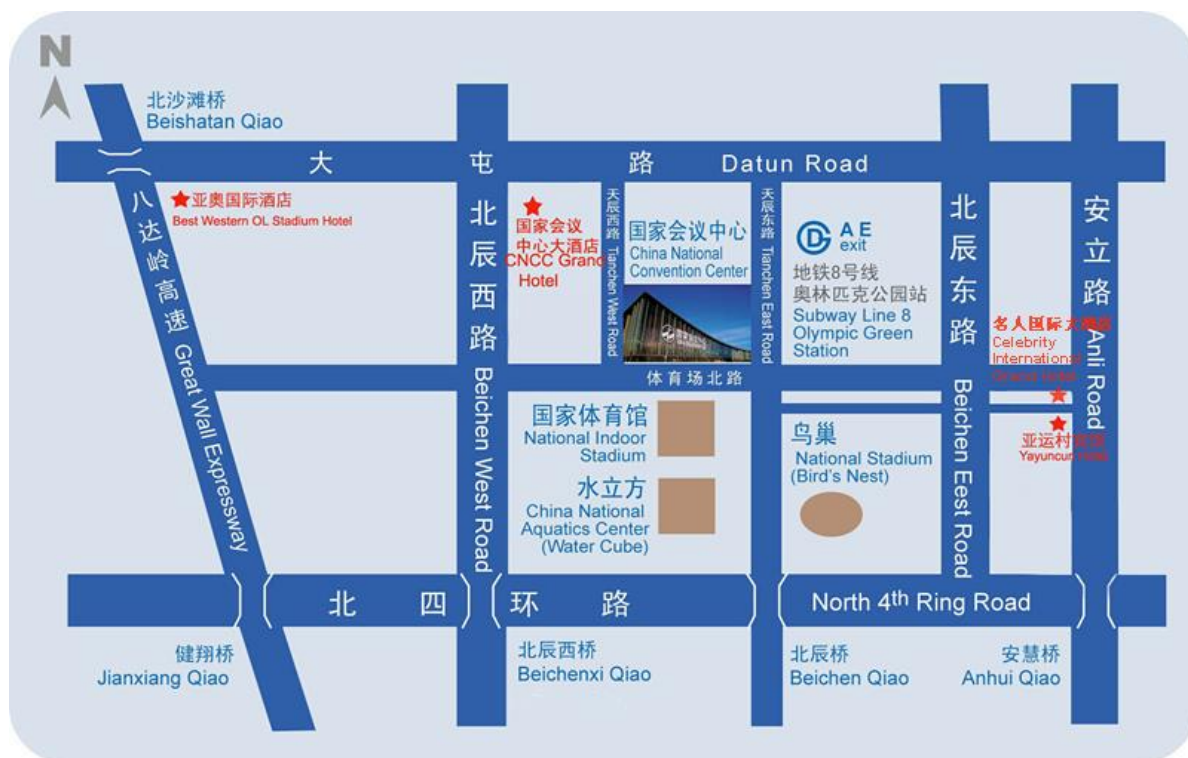 N
北沙滩桥
Beishatan Qiao
大屯路 Datun Road
八达岭高速 Great Wall Expressway
亚奥国际酒店
Best Western OL Stadium Hotel
北辰西路 Beichen West Road
国家会议
中心大酒店
CNCC Grand
Hotel
天辰西路 Tianchen West Road
国家会议中心
China National
Convention Center
天辰东路 Tianchen East Road
A E
exit
地铁8号线
奥林匹克公园站
Subway Line 8
Olympic Green
Station
北辰东路 Beichen Eest Road
安立路 Anli Road
名人国际大酒店
Celebrity
International
Grand Hotel
体育场北路
国家体育馆
National Indoor
Stadium
水立方
China National
Aquatics Center
(Water Cube)
鸟巢
National Stadium
(Bird's Nest)
亚运村
Yayuncun
北四环路 North 4th Ring Road
健翔桥
Jianxiang Qiao
北辰西桥
Beichenxi Qiao
北辰桥
Beichen Qiao
安慧桥
Anhui Qiao